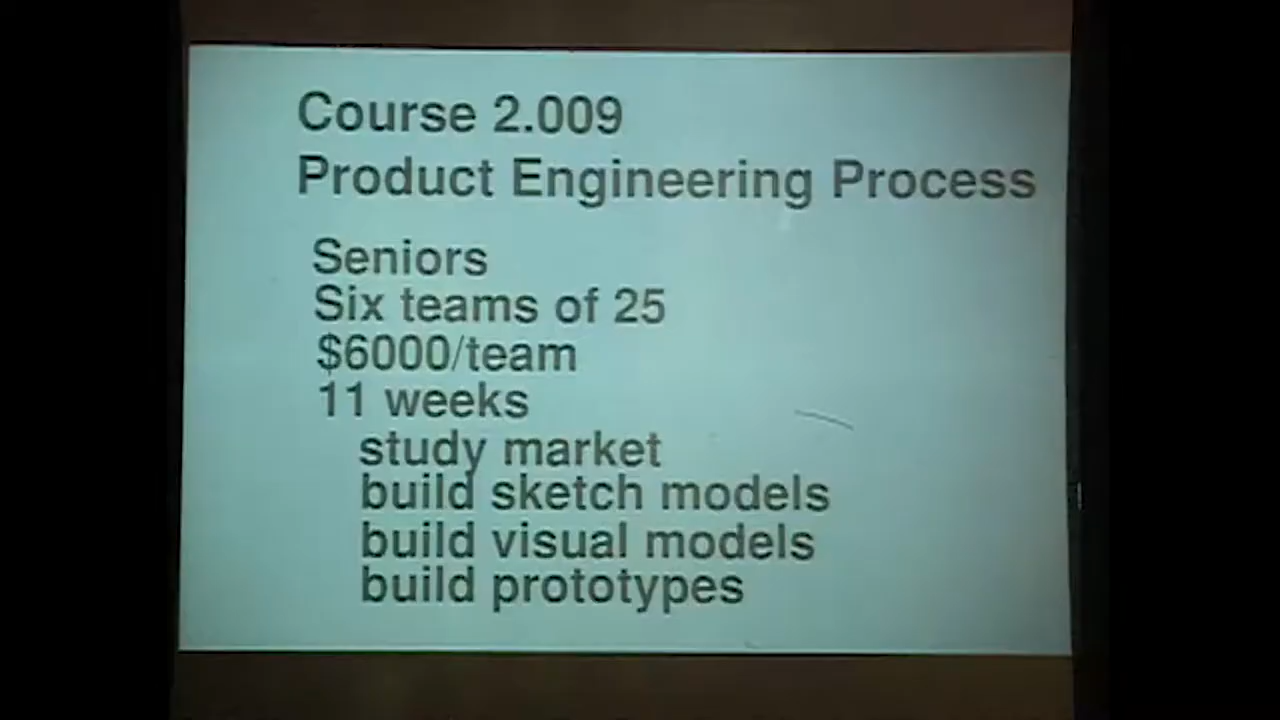 Course 2.009
Product Engineering Process
Seniors
Six teams of 25
$6000/team
11 weeks
study market
build sketch models
build visual models
build prototypes